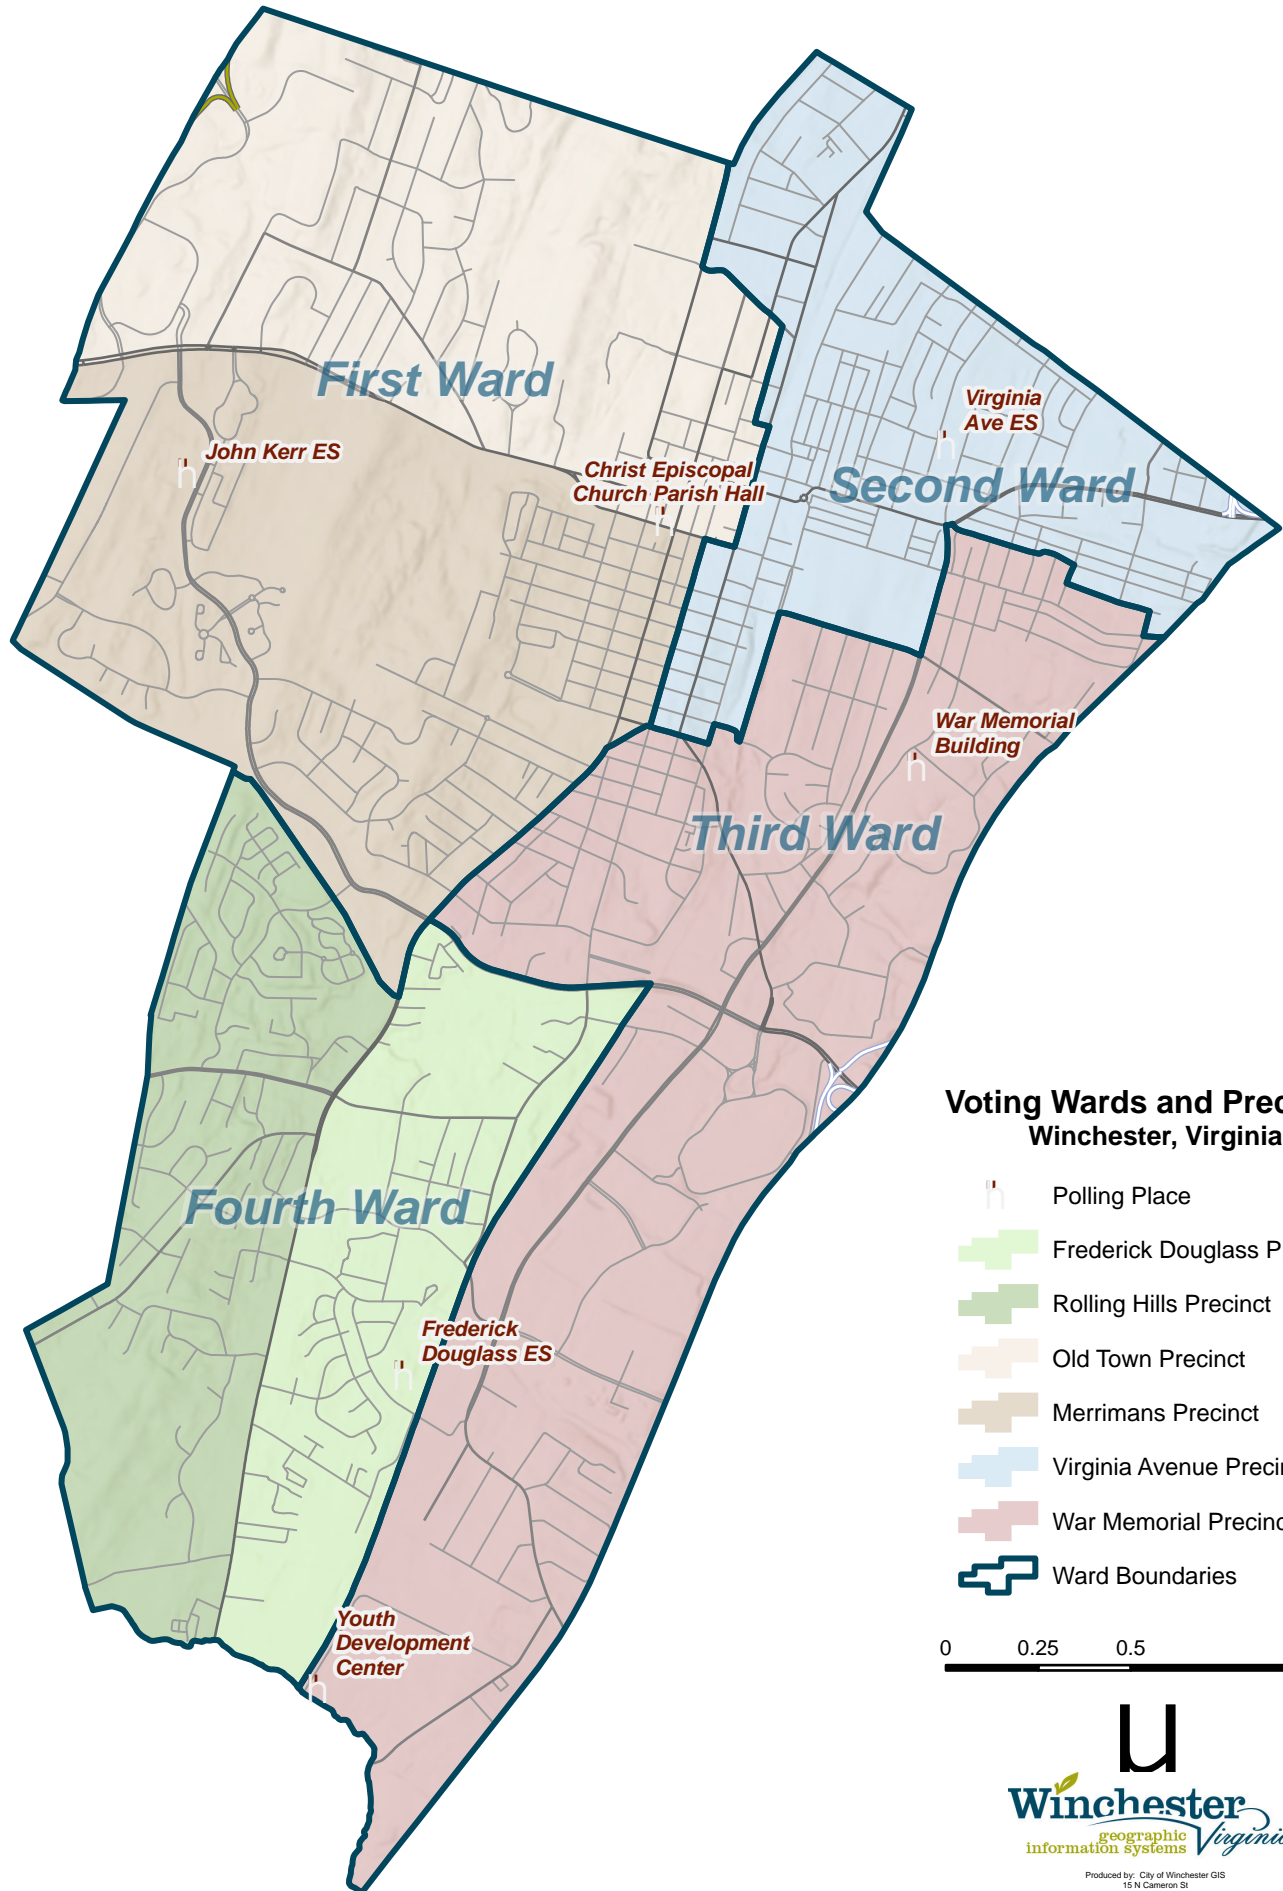 First Ward
John Kerr ES
Christ Episcopal
Church Parish Hall
Virginia
Ave ES
Second Ward
War Memorial
Building
Third Ward
Fourth Ward
Frederick
Douglass ES
Youth
Development
Center
Voting Wards and Prec
Winchester, Virginia
Polling Place
Frederick Douglass P
Rolling Hills Precinct
Old Town Precinct
Merrimans Precinct
Virginia Avenue Precin
War Memorial Precinc
Ward Boundaries
0 0.25 0.5
Winchester
Virginia
geographic
information systems
Produced by: City of Winchester GIS
15 N Cameron St